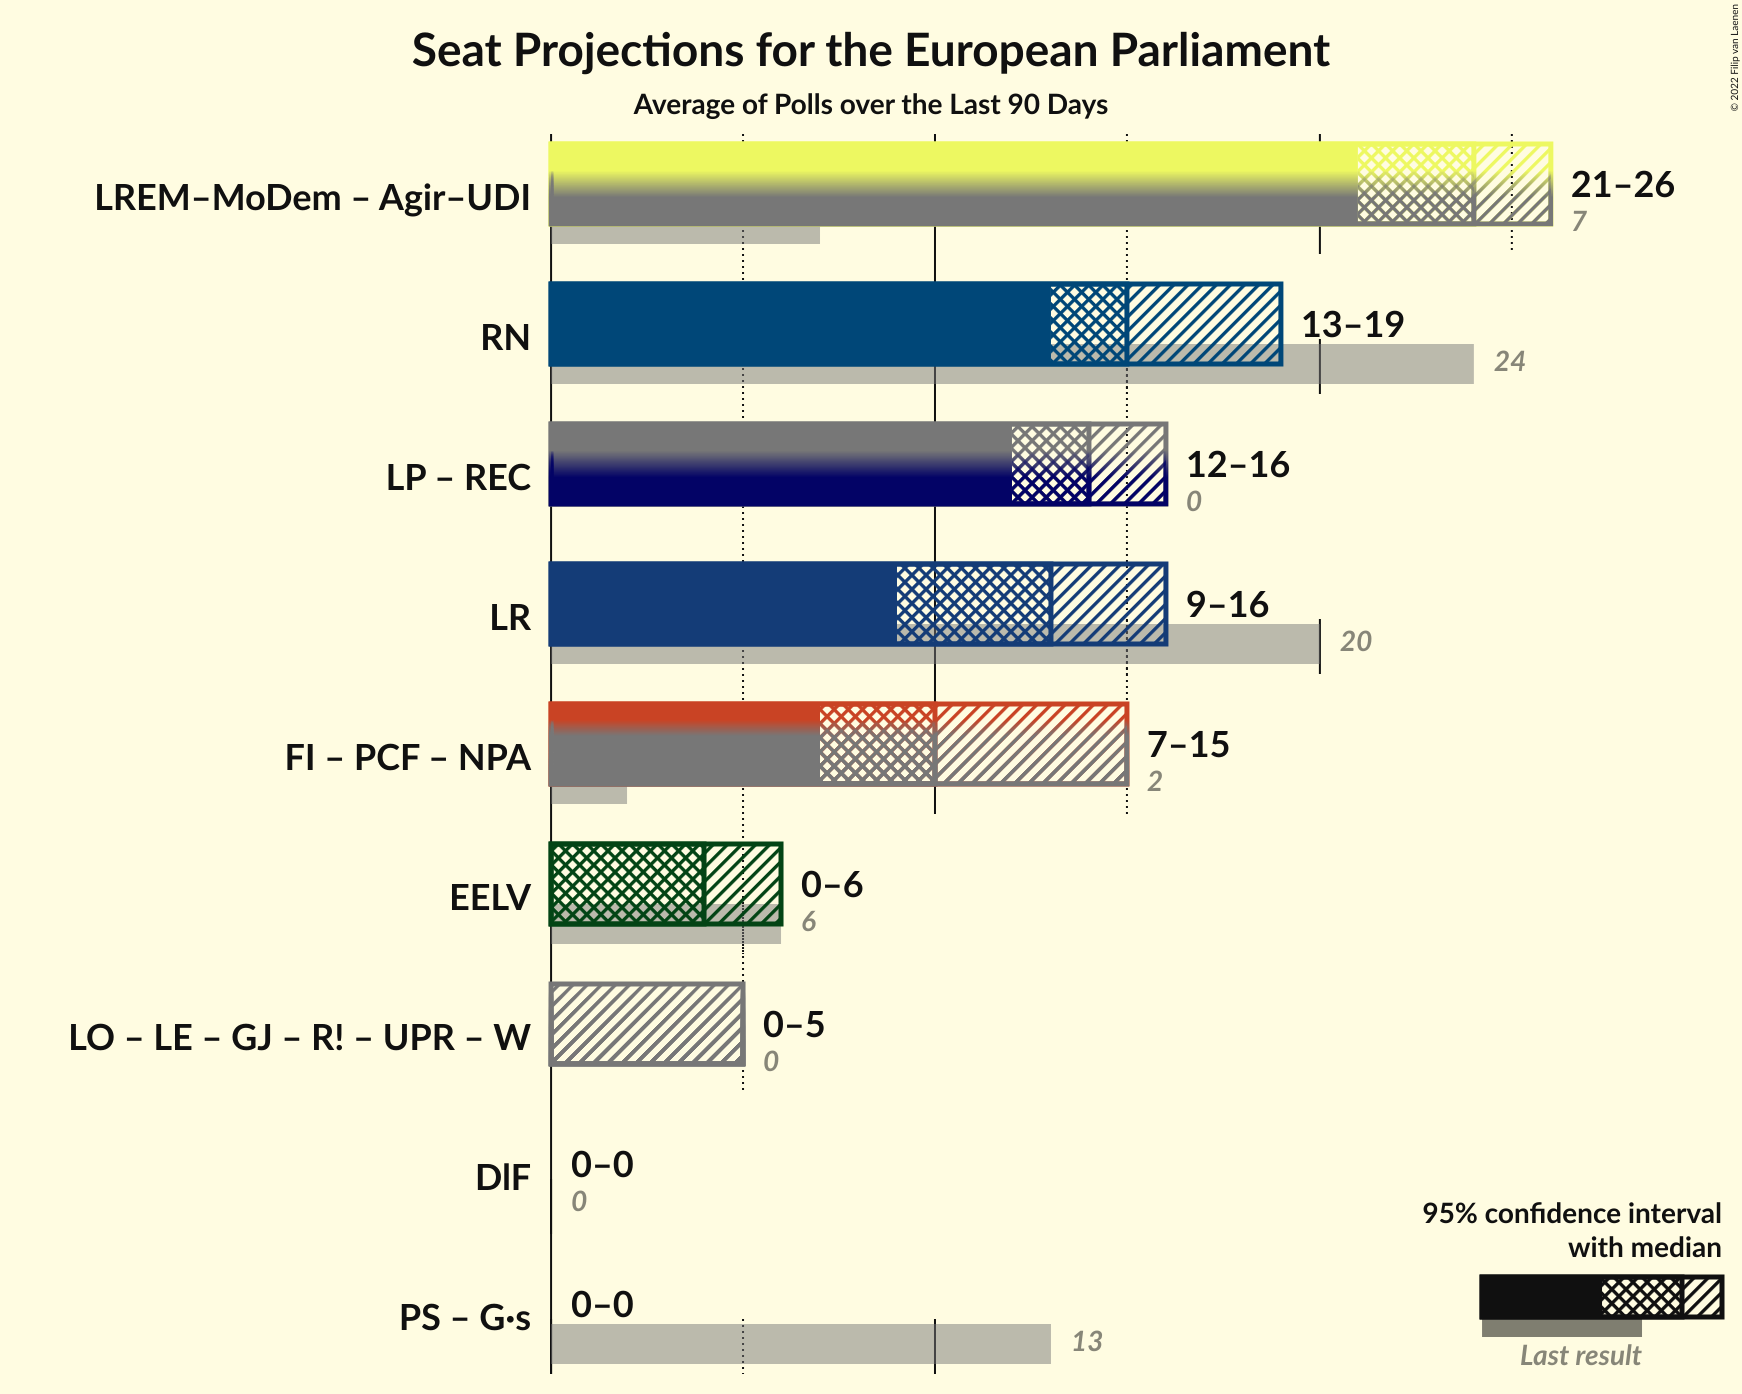 Seat Projections for the European Parliament
Average of Polls over the Last 90 Days
© 2022 Filip van Laenen
LREM–MoDem – Agir–UDI
21–26
7
RN
13–19
24
LP – REC
12–16
0
LR
9–16
20
FI – PCF – NPA
7–15
2
EELV
0–6
6
LO – LE – GJ – R! – UPR – W
0–5
0
DlF
0–0
0
PS – G·s
0–0
13
95% confidence interval
with median
Last result